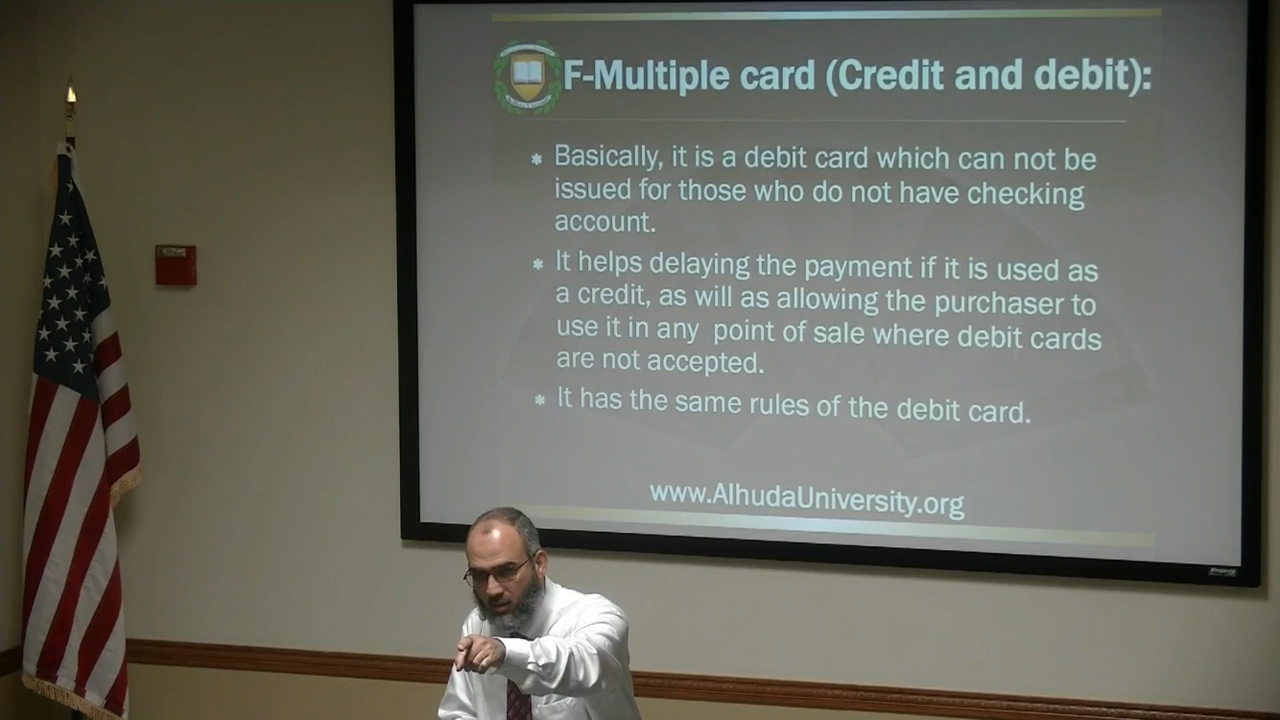 F-Multiple card (Credit and debit):
* Basically, it is a debit card which can not be
issued for those who do not have checking
account.
* It helps delaying the payment if it is used as
a credit, as will as allowing the purchaser to
use it in any point of sale where debit cards
are not accepted.
* It has the same rules of the debit card.
www.AlhudaUniversity.org